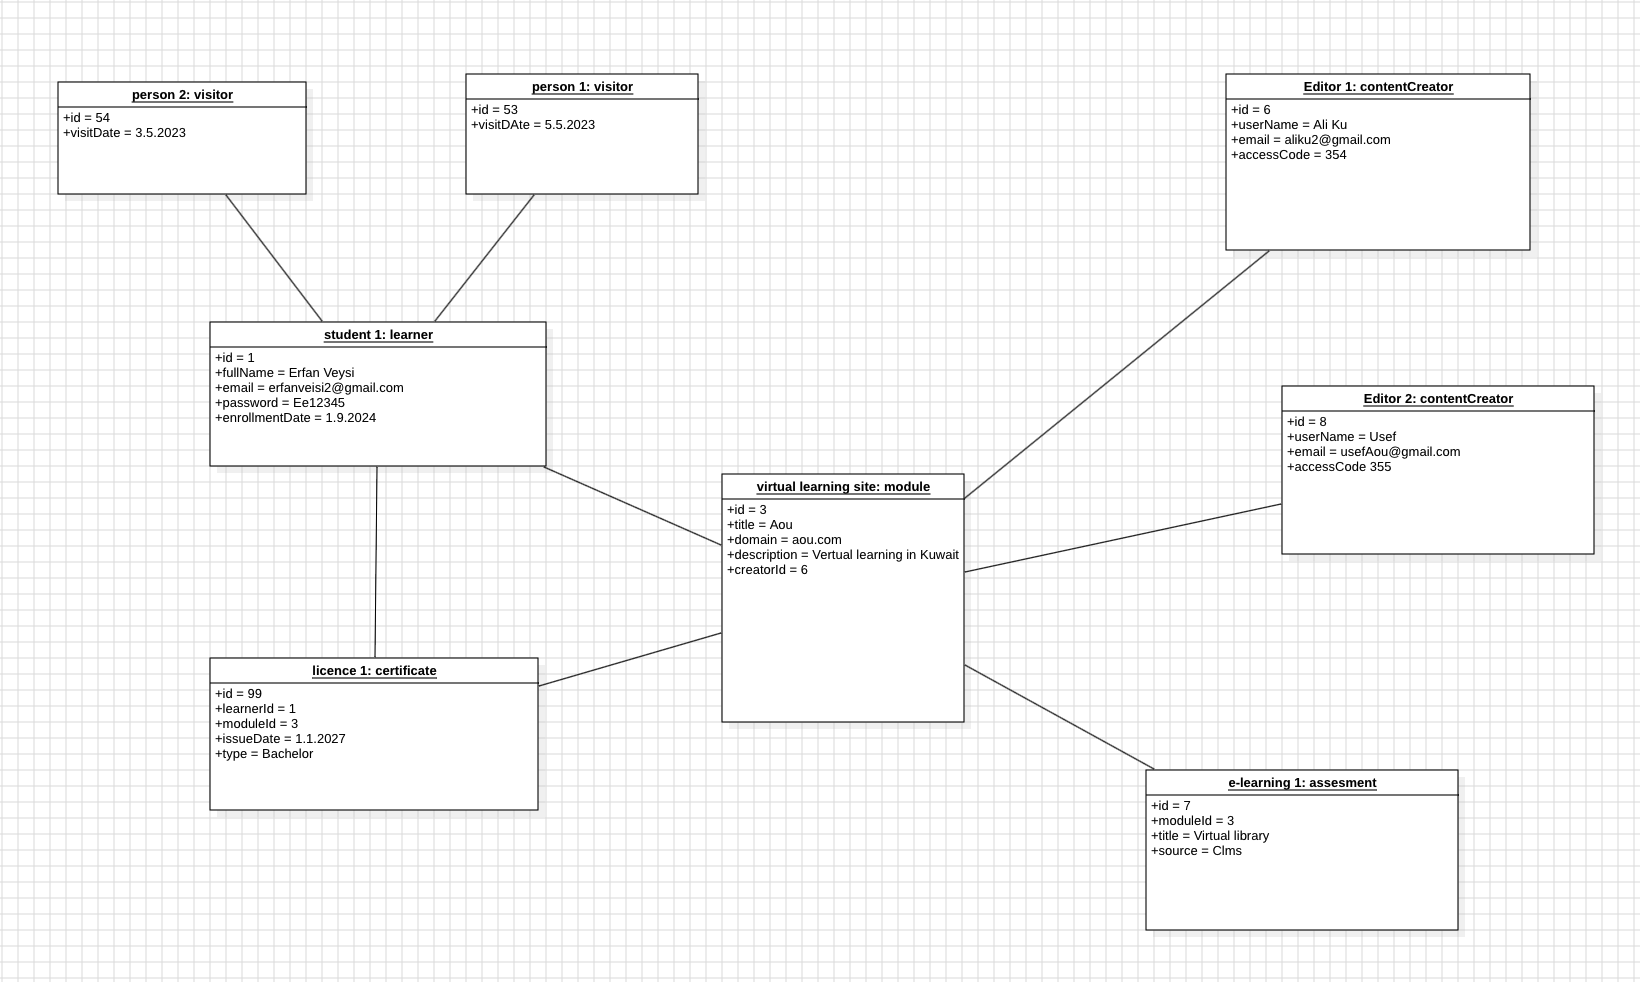 person 2: visitor
+id = 54
+visitDate = 3.5.2023
person 1: visitor
+id = 53
+visitDAte = 5.5.2023
Editor 1: contentCreator
+id = 6
+userName = Ali Ku
+email = aliku2@gmail.com
+accessCode = 354
student 1: learner
+id = 1
+fullName = Erfan Veysi
+email = erfanveisi2@gmail.com
+password = Ee12345
+enrollmentDate = 1.9.2024
Editor 2: contentCreator
+id = 8
+userName = Usef
+email = usefAou@gmail.com
+accessCode 355
virtual learning site: module
+id = 3
+title = Aou
+domain = aou.com
+description = Vertual learning in Kuwait
+creatorId = 6
licence 1: certificate
+id = 99
+learnerId = 1
+moduleId = 3
+issueDate = 1.1.2027
+type = Bachelor
e-learning 1: assesment
+id = 7
+moduleId = 3
+title = Virtual library
+source = Clms